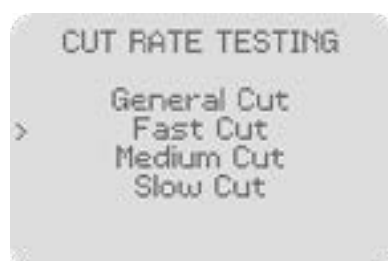 CUT RATE TESTING
General Cut
> Fast Cut
Medium Cut
Slow Cut